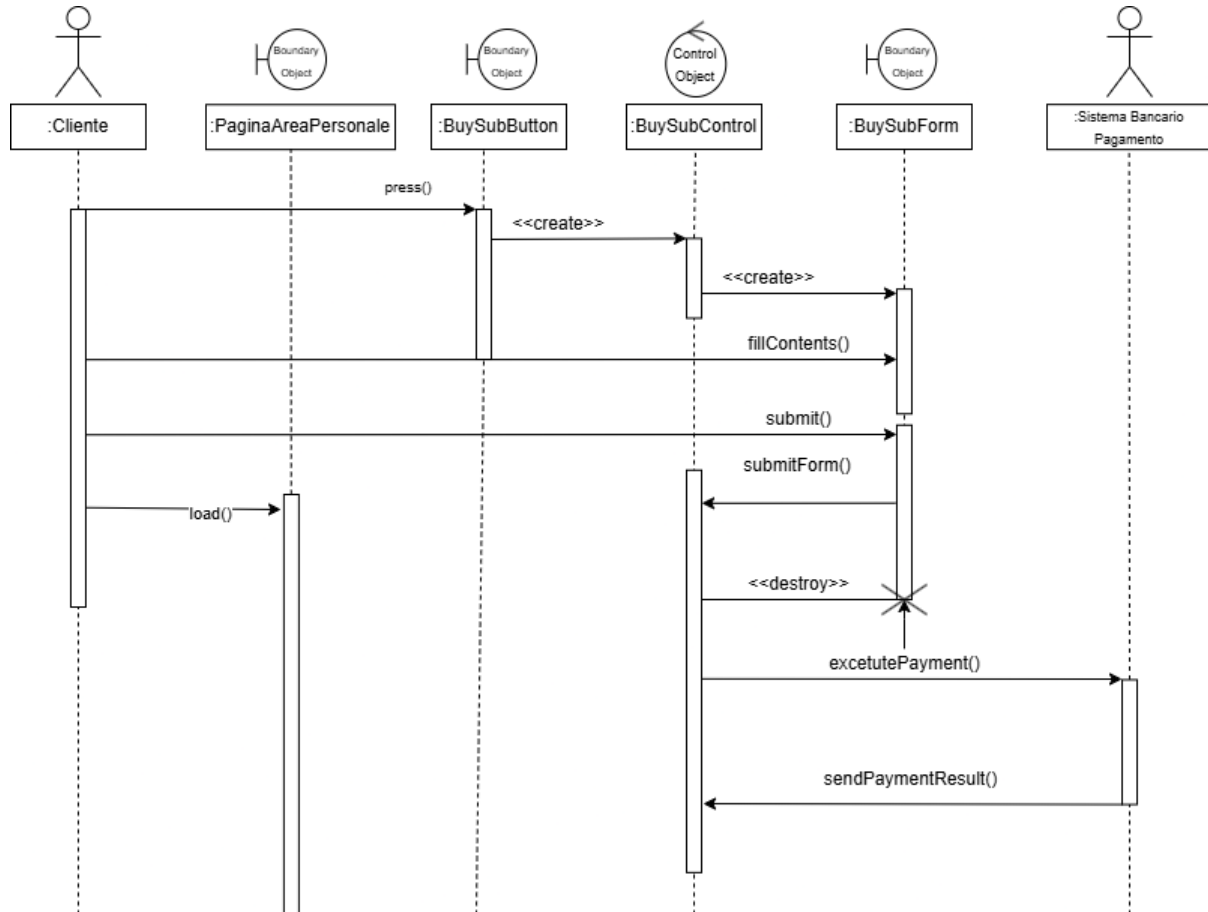 Boundary
Object
Boundary
Object
Control
Object
Boundary
Object
:Cliente
:PaginaAreaPersonale
:BuySubButton
:BuySubControl
:BuySubForm
:Sistema Bancario
Pagamento
press()
<<create>>
<<create>>
fillContents()
submit()
submitForm()
load()
<<destroy>>
excetutePayment()
sendPaymentResult()